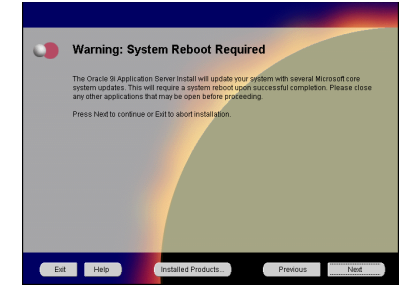 Warning: System Reboot Required
The Oracle 9i Application Server Install will update your system with several Microsoft core
system updates. This will require a system reboot upon successful completion. Please close
any other applications that may be open before proceeding.
Press Next to continue or Exit to abort installation.
Exit
Help
Installed Products...
Previous
Next